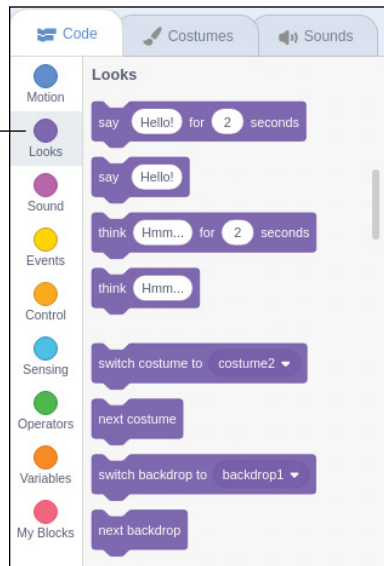 Code
Costumes
Sounds
Motion
Looks
Sound
Events
Control
Sensing
Operators
Variables
My Blocks
Looks
say Hello! for 2 seconds
say Hello!
think Hmm... for 2 seconds
think Hmm...
switch costume to costume2
next costume
switch backdrop to backdrop1
next backdrop